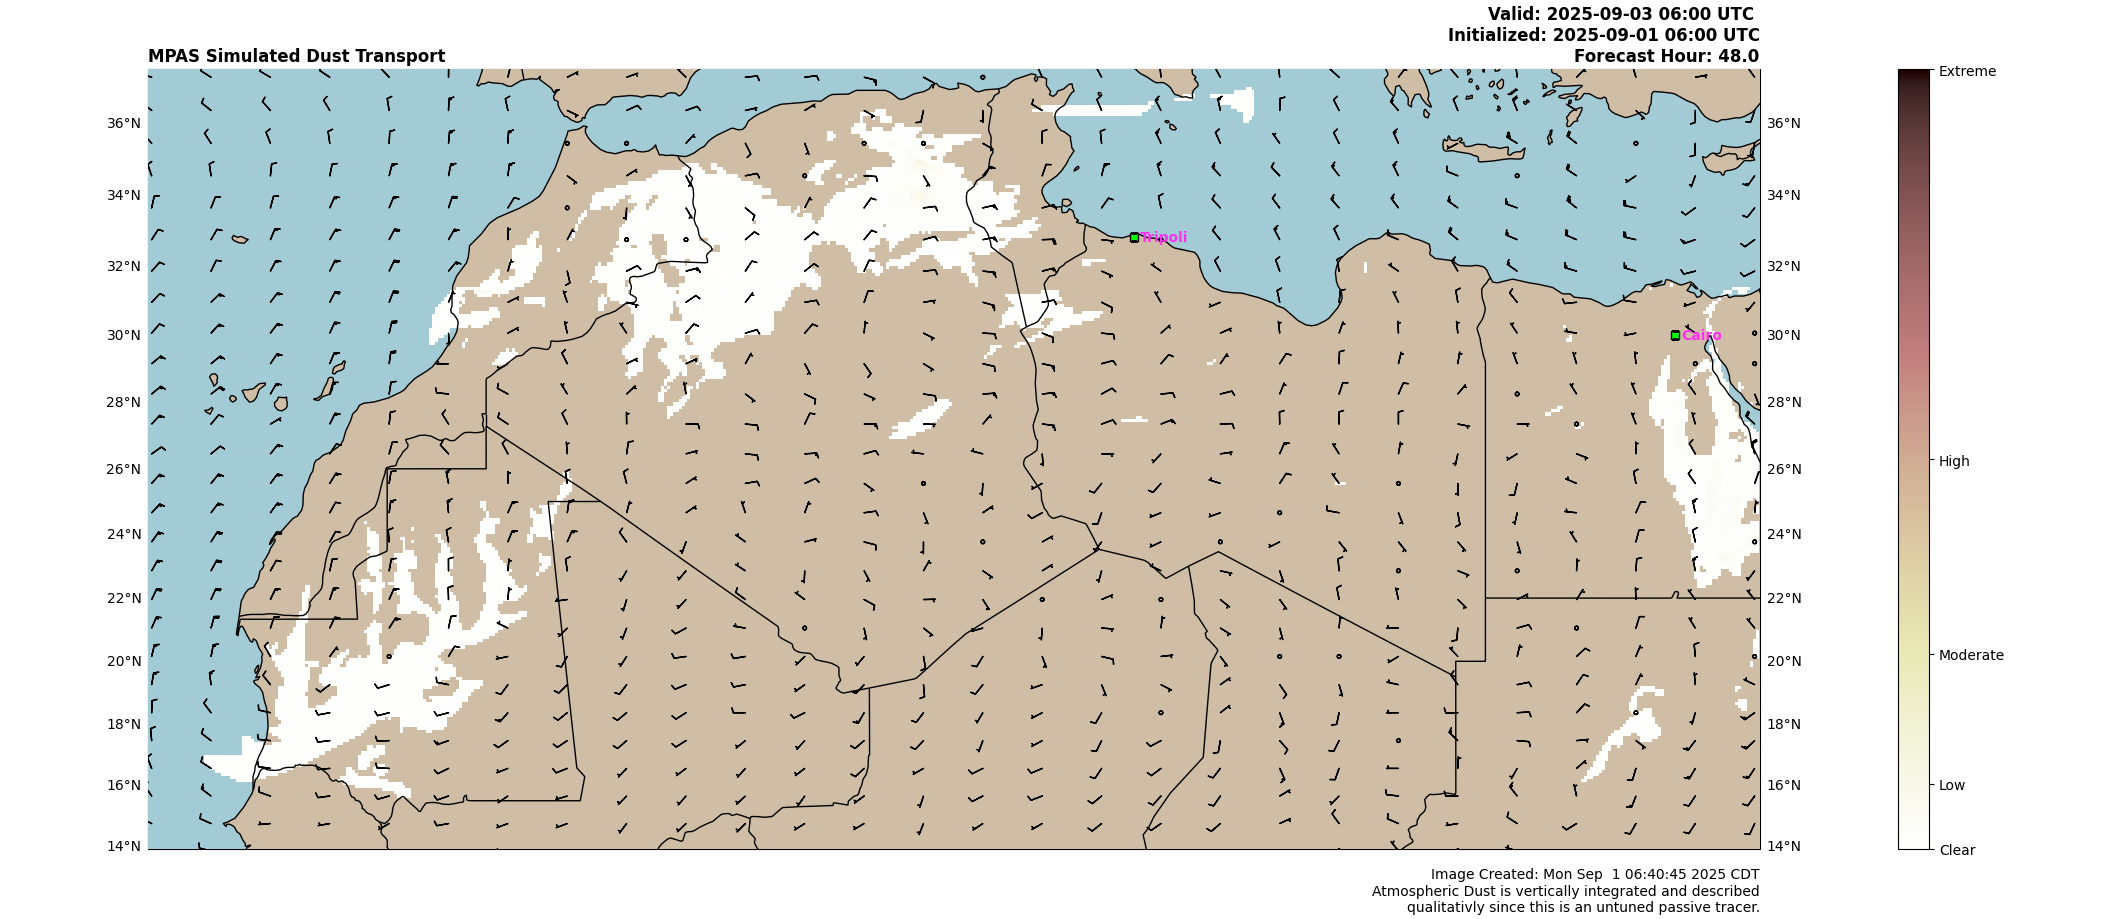 Valid: 2025-09-03 06:00 UTC
Initialized: 2025-09-01 06:00 UTC
MPAS Simulated Dust Transport
Forecast Hour: 48.0
Extreme
36°N 36°N
34°N 34°N
Tripoli
32°N 32°N
30°N 30°N
Cairo
28°N 28°N
26°N 26°N
High
24°N 24°N
22°N 22°N
20°N 20°N
Moderate
18°N 18°N
16°N 16°N
Low
14°N 14°N
Clear
Image Created: Mon Sep  1 06:40:45 2025 CDT
Atmospheric Dust is vertically integrated and described
qualitativly since this is an untuned passive tracer.